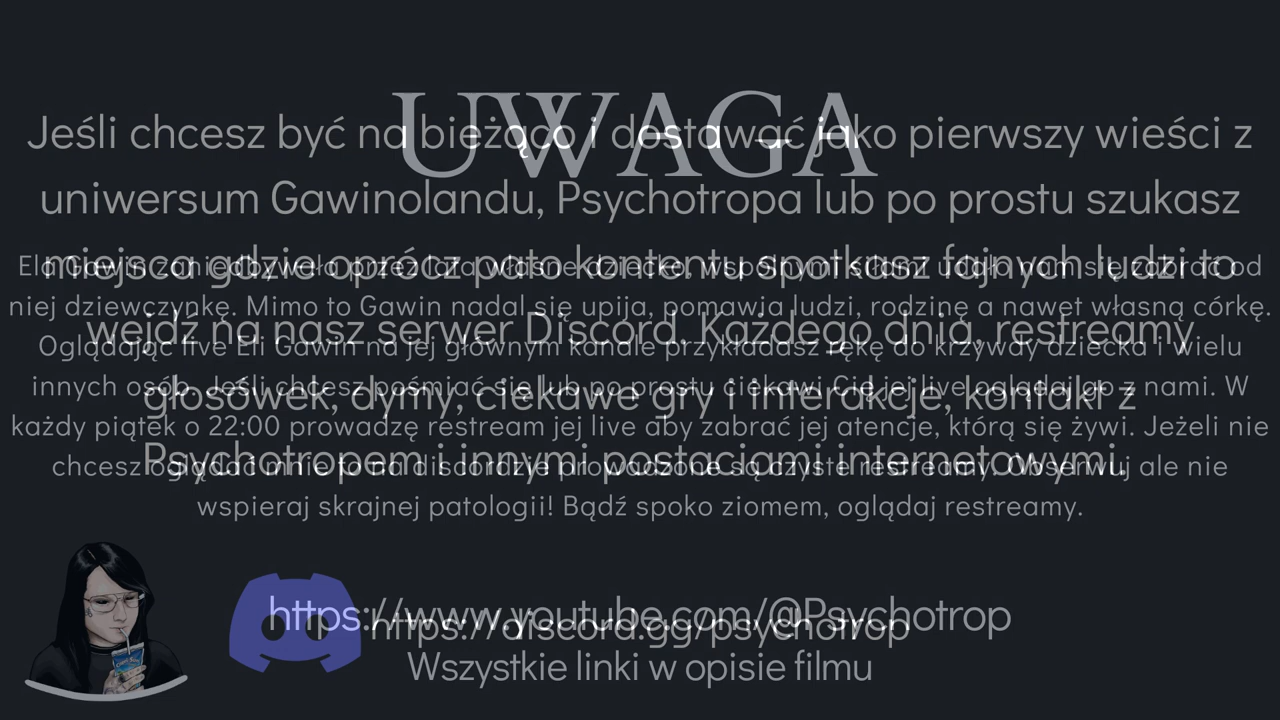 UWAGA
Jeśli chcesz być na bieżąco i dostawać jako pierwszy wieści z
uniwersum Gawinolandu, Psychotropa lub po prostu szukasz
miejsca gdzie oprócz pato kontentu spotkasz fajnych ludzi to
wejdź na nasz serwer Discord. Każdego dnia, restreamy,
głosówek, dymy, ciekawe gry i interakcje, kontakt z
Psychotropem i innymi postaciami internetowymi.
Ela Gawin zaniedbywała przez lata własne dziecko, wspólnymi siłami udało nam się zabrać od
niej dziewczynkę. Mimo to Gawin nadal się upija, pomawia ludzi, rodzinę a nawet własną córkę.
Oglądając live Eli Gawin na jej głównym kanale przykładasz rękę do krzywdy dziecka i wielu
innych osób. Jeśli chcesz pośmiać się lub po prostu ciekawi Cię jej live oglądaj go z nami. W
każdy piątek o 22:00 prowadzę restream jej live aby zabrać jej atencje, którą się żywi. Jeżeli nie
chcesz oglądać mnie to na discordzie prowadzone są czyste restreamy. Obserwuj ale nie
wspieraj skrajnej patologii! Bądź spoko ziomem, oglądaj restreamy.
https://www.youtube.com/@Psychotrop
https://discord.gg/psychotrop
Wszystkie linki w opisie filmu